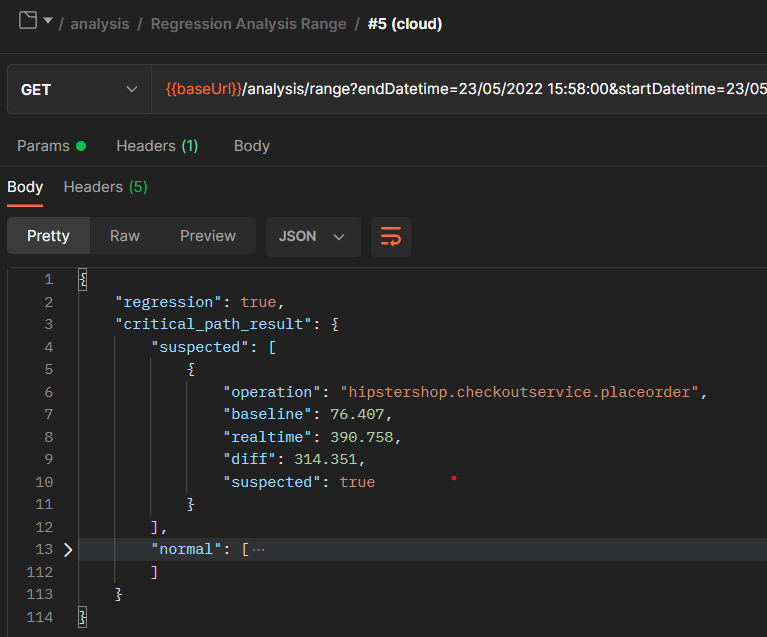 / analysis / Regression Analysis Range / #5 (cloud)
GET {{baseUrl}}/analysis/range?endDatetime=23/05/2022 15:58:00&startDatetime=23/05
Params Headers (1) Body
Body Headers (5)
Pretty Raw Preview JSON
1 {
2 "regression": true,
3 "critical_path_result": {
4 "suspected": [
5 {
6 "operation": "hipstershop.checkoutservice.placeorder",
7 "baseline": 76.407,
8 "realtime": 390.758,
9 "diff": 314.351,
10 "suspected": true
11 }
12 ],
13 "normal": [ ···
112 ]
113 }
114 }